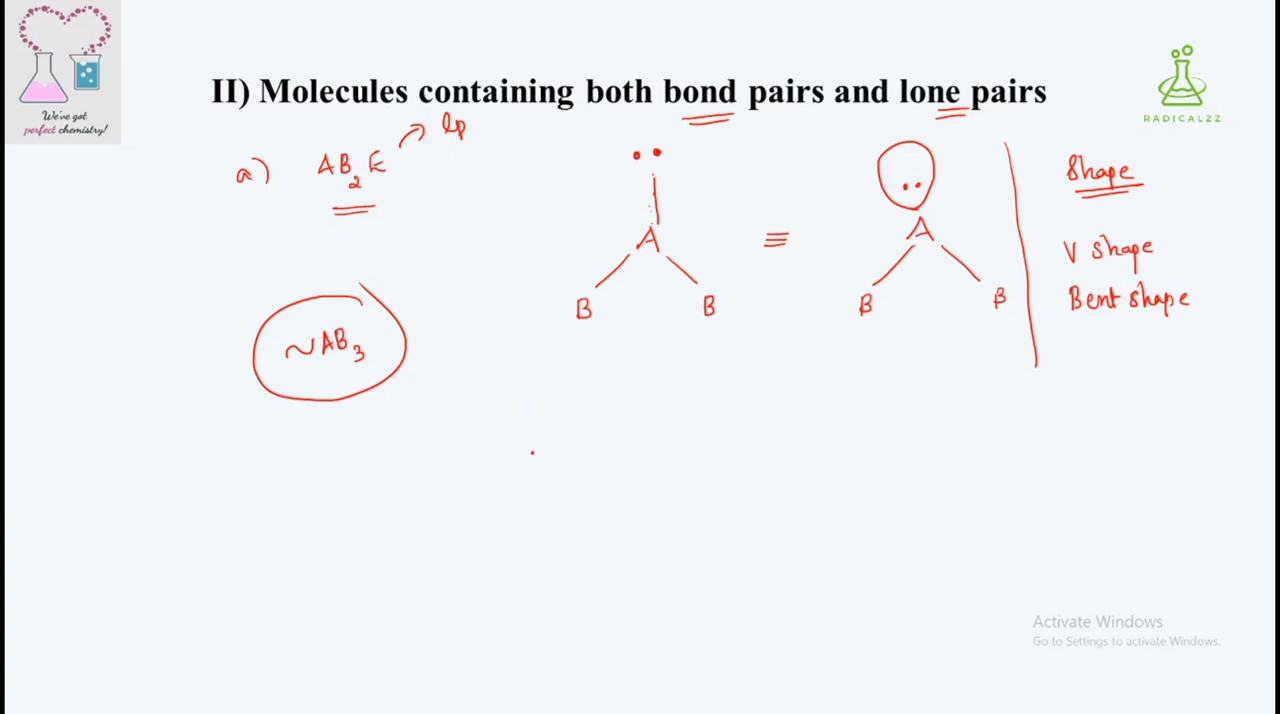 We've got
perfect chemistry!
RADICALZZ
II) Molecules containing both bond pairs and lone pairs
a) AB₂E → lp
A
B B
≡
A
B B
Shape
V shape
Bent shape
~AB₃
Activate Windows
Go to Settings to activate Windows.